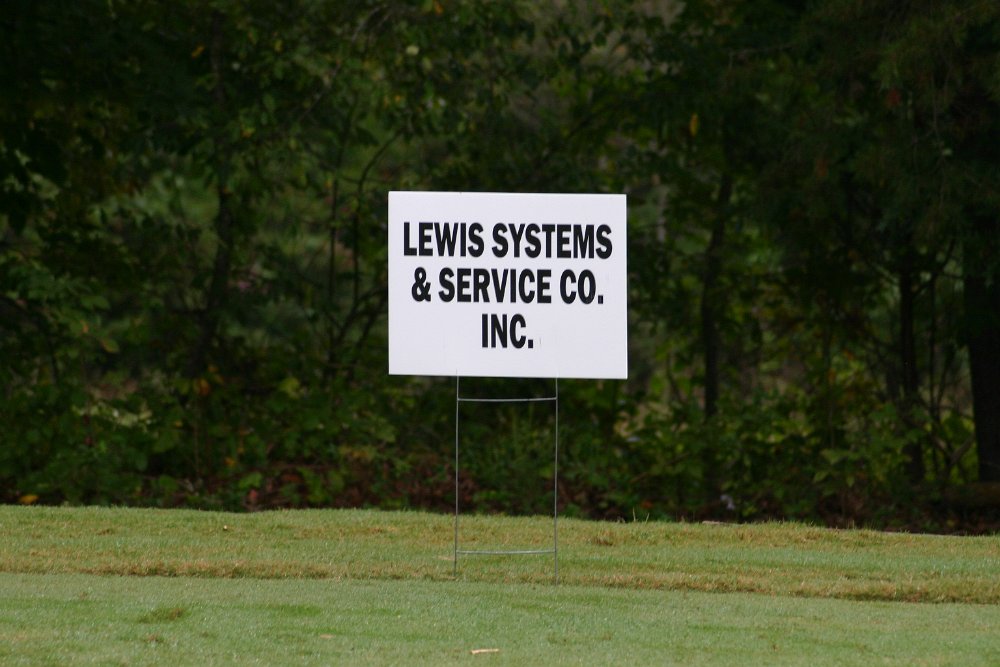 LEWIS SYSTEMS
& SERVICE CO.
INC.